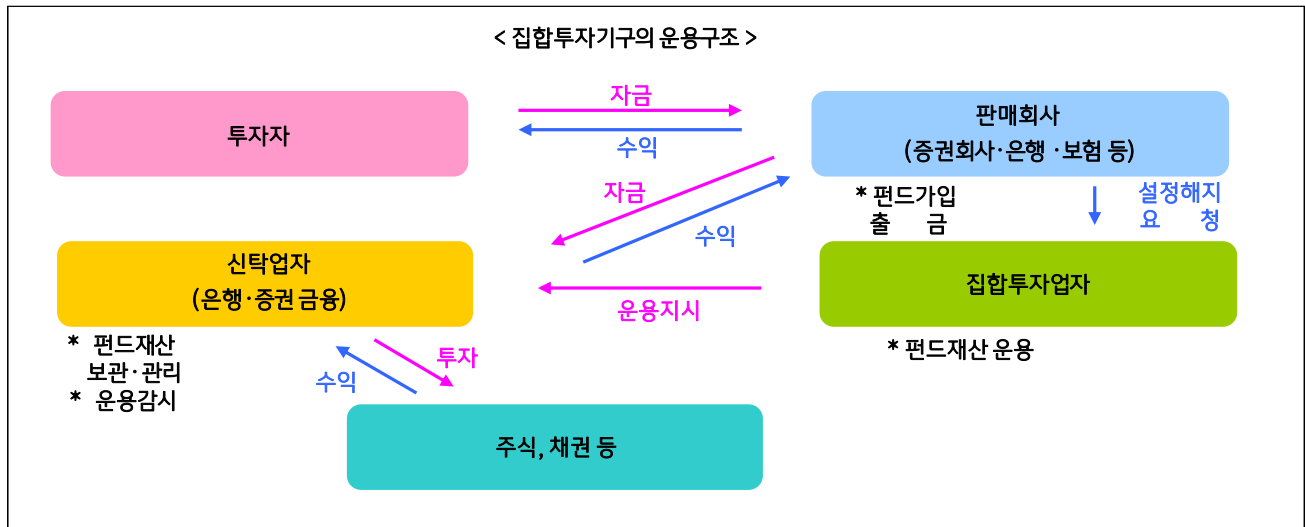 < 집합투자기구의 운용구조 >
투자자
자금
수익
판매회사
(증권회사·은행 ·보험 등)
자금
수익
* 펀드가입
출 금
설정해지
요 청
신탁업자
(은행·증권 금융)
운용지시
집합투자업자
* 펀드재산
보관·관리
* 운용감시
투자
수익
* 펀드재산 운용
주식, 채권 등